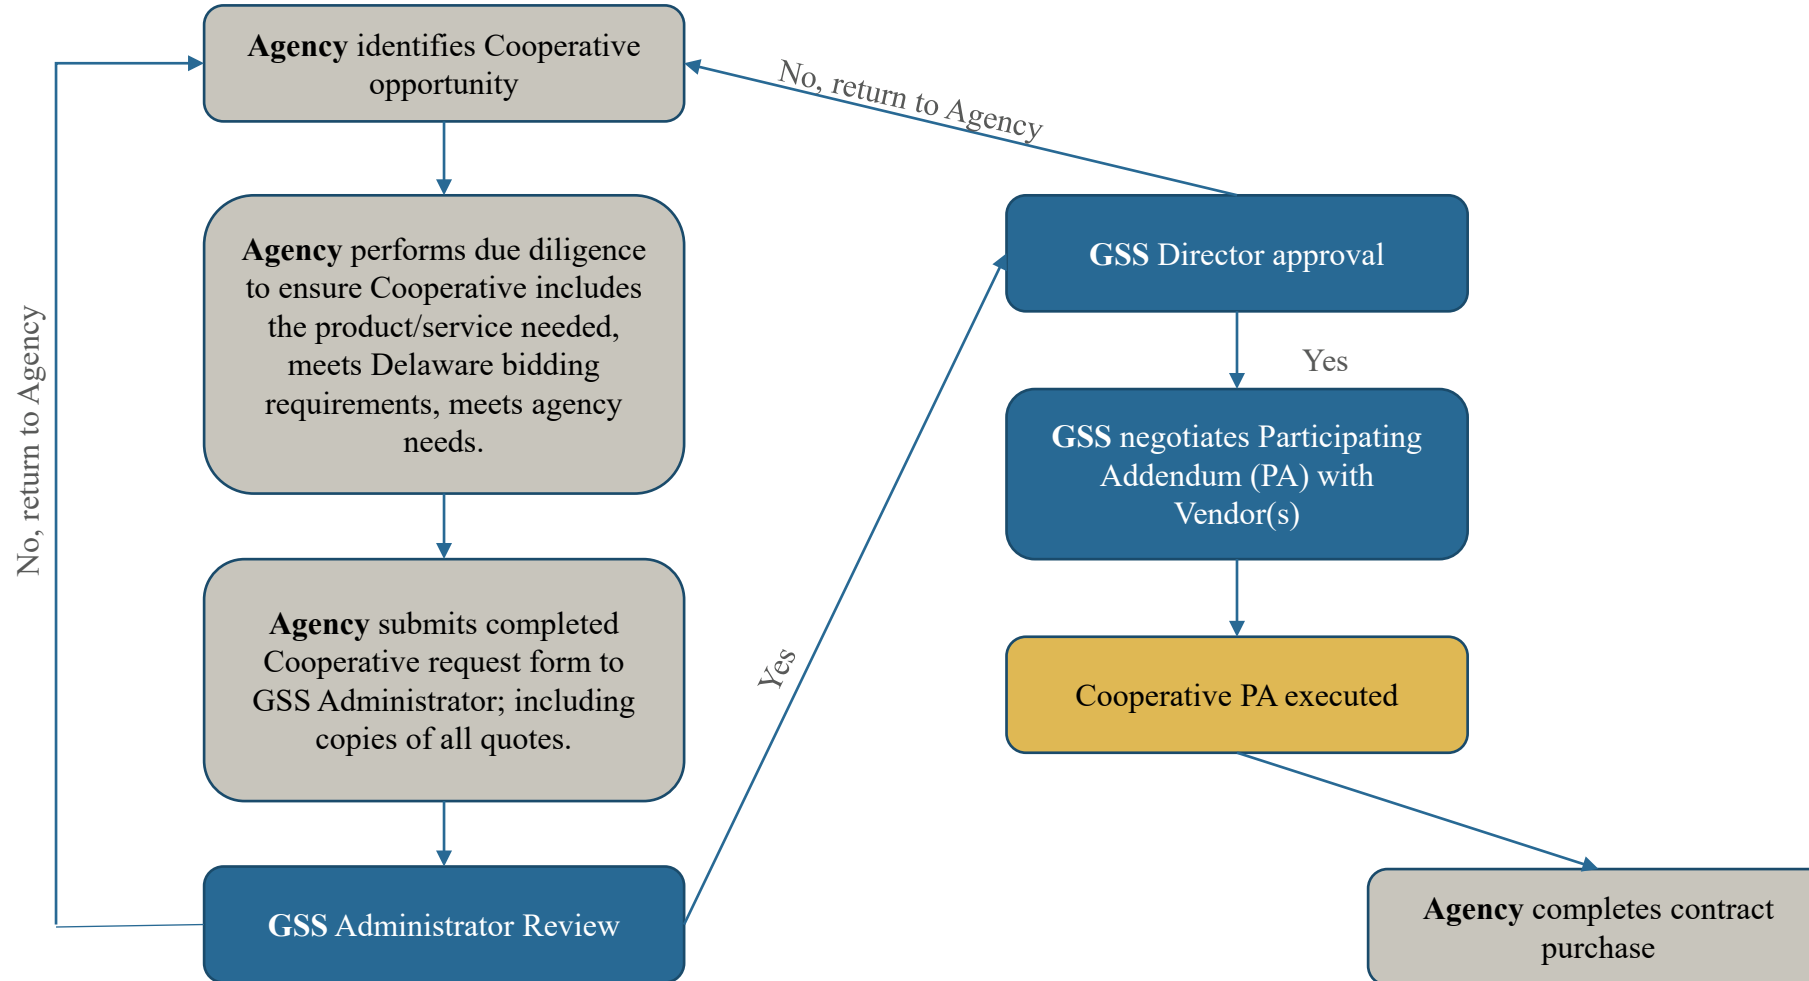 Agency identifies Cooperative
opportunity
No, return to Agency
Agency performs due diligence
to ensure Cooperative includes
the product/service needed,
meets Delaware bidding
requirements, meets agency
needs.
Agency submits completed
Cooperative request form to
GSS Administrator; including
copies of all quotes.
GSS Administrator Review
No, return to Agency
Yes
GSS Director approval
Yes
GSS negotiates Participating
Addendum (PA) with
Vendor(s)
Cooperative PA executed
Agency completes contract
purchase